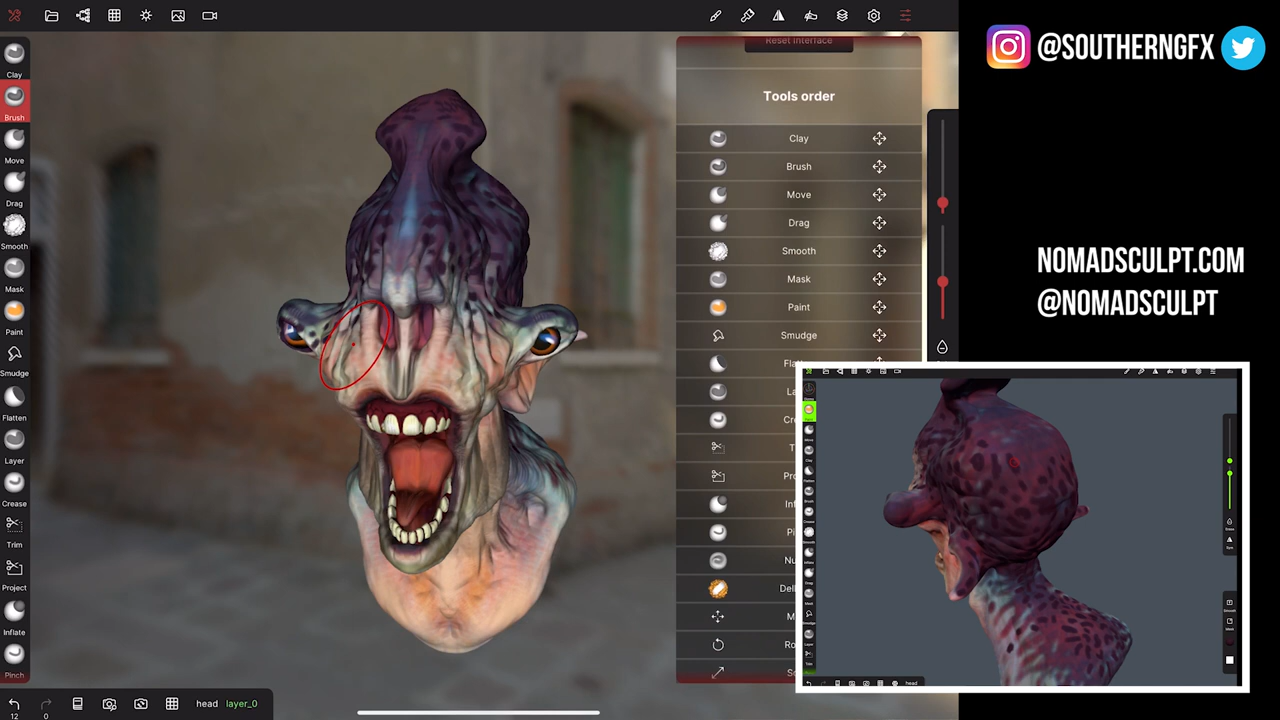 Clay
Brush
Move
Drag
Smooth
Mask
Paint
Smudge
Flatten
Layer
Crease
Trim
Project
Inflate
Pinch
12
0
head layer_0
Reset Interface
Tools order
Clay
Brush
Move
Drag
Smooth
Mask
Paint
Smudge
@SOUTHERNGFX
NOMADSCULPT.COM
@NOMADSCULPT
head